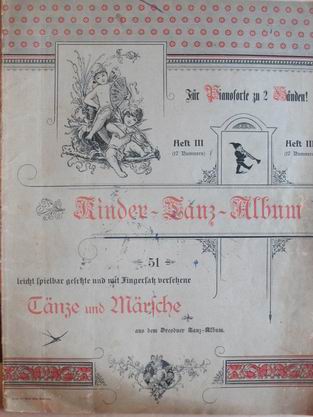 Für Pianoforte zu 2 Händen!
Heft III
(17 Nummern)
Heft III
(17 Nummern)
Kinder-Tanz-Album
51
leicht spielbar gesetzte und mit Fingersatz versehene
Tänze und Märsche
aus dem Dresdner Tanz-Album.